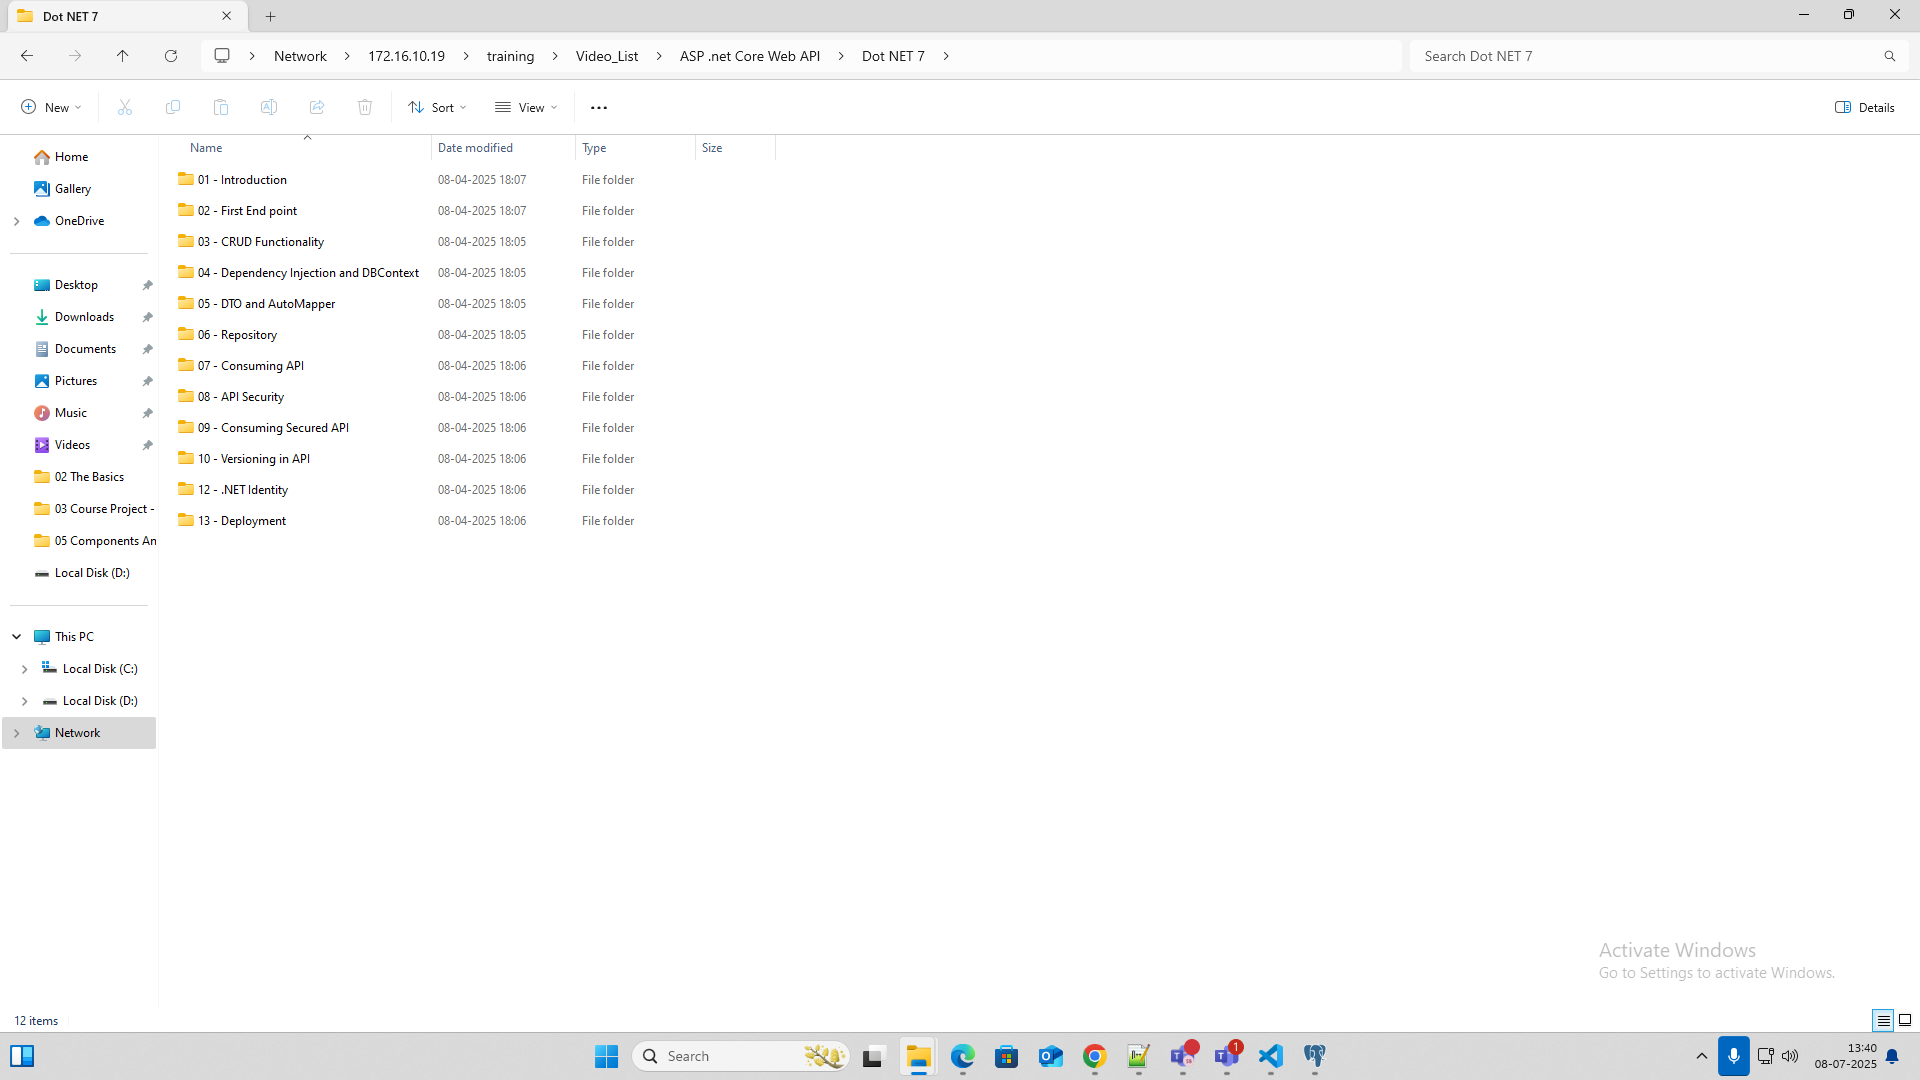 Dot NET 7
Network > 172.16.10.19 > training > Video_List > ASP .net Core Web API > Dot NET 7 >
Search Dot NET 7
New
Sort
View
Details
Home
Gallery
OneDrive
Desktop
Downloads
Documents
Pictures
Music
Videos
02 The Basics
03 Course Project -
05 Components An
Local Disk (D:)
This PC
Local Disk (C:)
Local Disk (D:)
Network
Name Date modified Type Size
01 - Introduction 08-04-2025 18:07 File folder
02 - First End point 08-04-2025 18:07 File folder
03 - CRUD Functionality 08-04-2025 18:05 File folder
04 - Dependency Injection and DBContext 08-04-2025 18:05 File folder
05 - DTO and AutoMapper 08-04-2025 18:05 File folder
06 - Repository 08-04-2025 18:05 File folder
07 - Consuming API 08-04-2025 18:06 File folder
08 - API Security 08-04-2025 18:06 File folder
09 - Consuming Secured API 08-04-2025 18:06 File folder
10 - Versioning in API 08-04-2025 18:06 File folder
12 - .NET Identity 08-04-2025 18:06 File folder
13 - Deployment 08-04-2025 18:06 File folder
Activate Windows
Go to Settings to activate Windows.
12 items
Search
1
13:40
08-07-2025